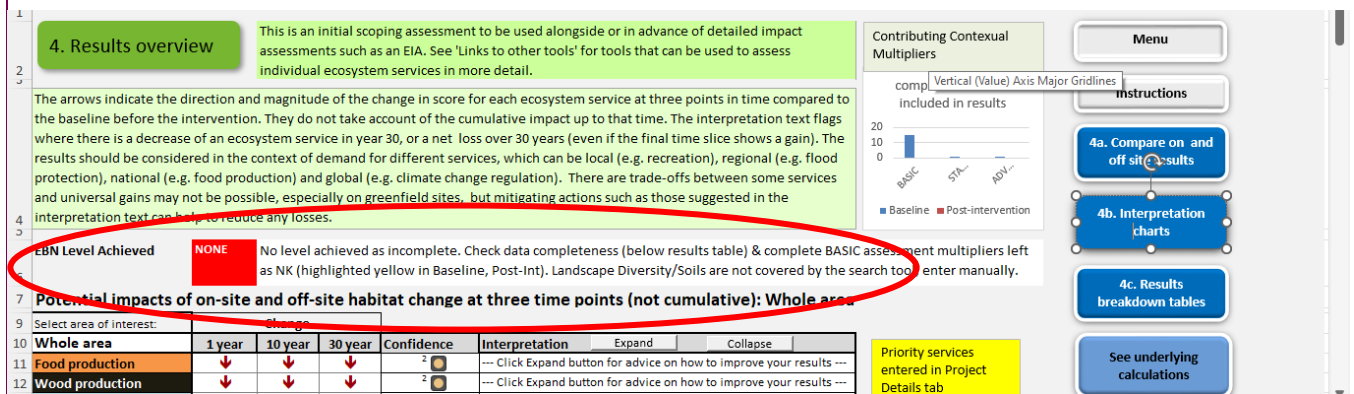 1
4. Results overview
This is an initial scoping assessment to be used alongside or in advance of detailed impact
assessments such as an EIA. See 'Links to other tools' for tools that can be used to assess
individual ecosystem services in more detail.
Contributing Contexual
Multipliers
Menu
2
3
Vertical (Value) Axis Major Gridlines
comp
included in results
20
10
0
BASIC
STA...
ADV...
Baseline Post-intervention
Instructions
The arrows indicate the direction and magnitude of the change in score for each ecosystem service at three points in time compared to
the baseline before the intervention. They do not take account of the cumulative impact up to that time. The interpretation text flags
where there is a decrease of an ecosystem service in year 30, or a net loss over 30 years (even if the final time slice shows a gain). The
results should be considered in the context of demand for different services, which can be local (e.g. recreation), regional (e.g. flood
protection), national (e.g. food production) and global (e.g. climate change regulation). There are trade-offs between some services
and universal gains may not be possible, especially on greenfield sites, but mitigating actions such as those suggested in the
interpretation text can help to reduce any losses.
4a. Compare on and
off site results
4b. Interpretation
charts
4
5
EBN Level Achieved
NONE
No level achieved as incomplete. Check data completeness (below results table) & complete BASIC assessment multipliers left
as NK (highlighted yellow in Baseline, Post-Int). Landscape Diversity/Soils are not covered by the search tool, enter manually.
6
4c. Results
breakdown tables
7 Potential impacts of on-site and off-site habitat change at three time points (not cumulative): Whole area
9 Select area of interest: Change
10 Whole area 1 year 10 year 30 year Confidence Interpretation Expand Collapse
11 Food production 2 --- Click Expand button for advice on how to improve your results ---
12 Wood production 2 --- Click Expand button for advice on how to improve your results ---
Priority services
entered in Project
Details tab
See underlying
calculations